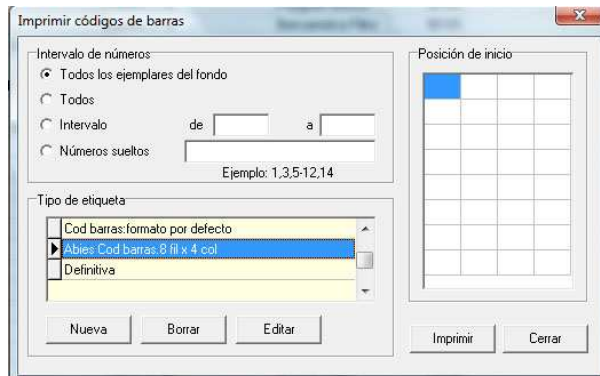 Imprimir códigos de barras
Intervalo de números
Todos los ejemplares del fondo
Todos
Intervalo de a
Números sueltos
Ejemplo: 1,3,5-12,14
Tipo de etiqueta
Cod barras:formato por defecto
Abies Cod barras:8 fil x 4 col
Definitiva
Nueva Borrar Editar
Posición de inicio
Imprimir Cerrar